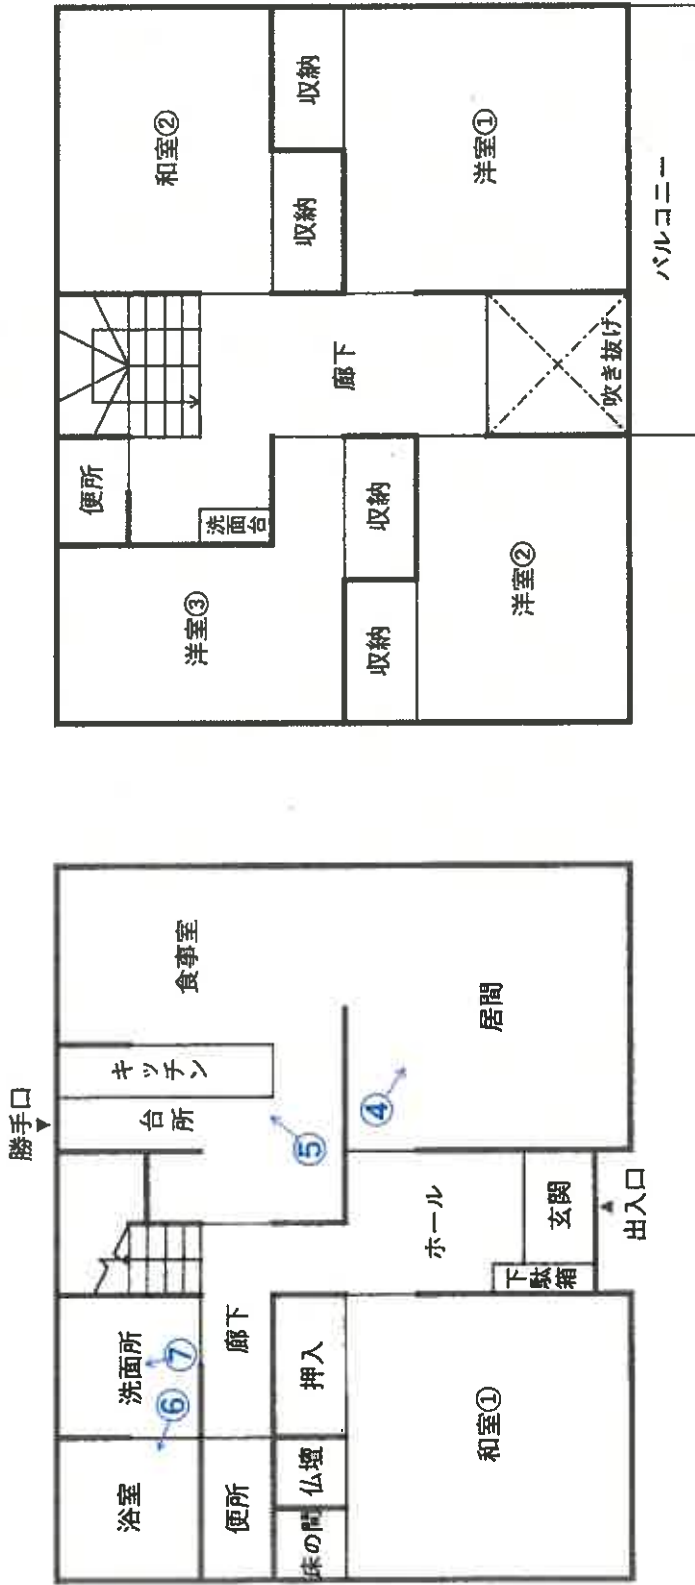 勝手口
浴室
洗面所
⑥
⑦
台所
キッチン
食事室
便所
廊下
⑤
床の間
仏壇
押入
ホール
④
居間
和室①
下駄箱
玄関
出入口
洋室③
便所
洗面台
和室②
収納
収納
廊下
収納
収納
洋室②
吹き抜け
洋室①
バルコニー